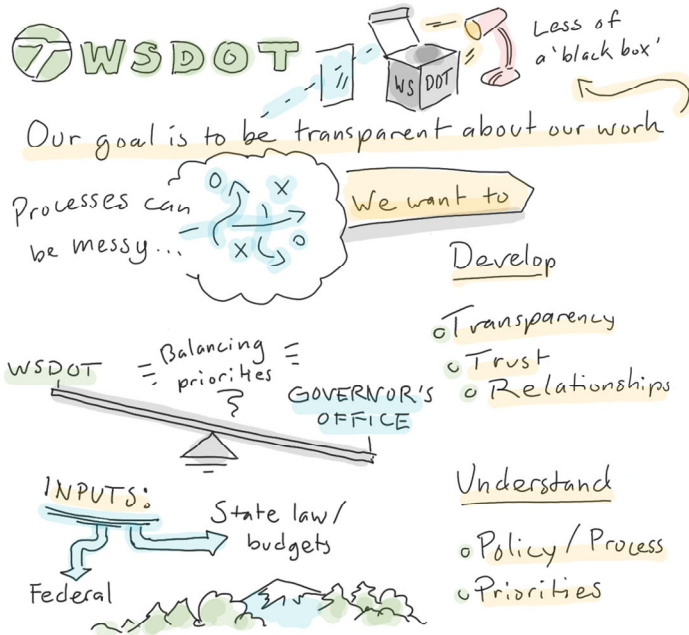 WSDOT
WS DOT
Less of
a 'black box'
Our goal is to be transparent about our work
Processes can
be messy...
O X
X O
We want to
Develop
Transparency
Trust
Relationships
WSDOT
Balancing
priorities
?
GOVERNOR'S
OFFICE
INPUTS:
State law/
budgets
Federal
Understand
Policy/Process
Priorities